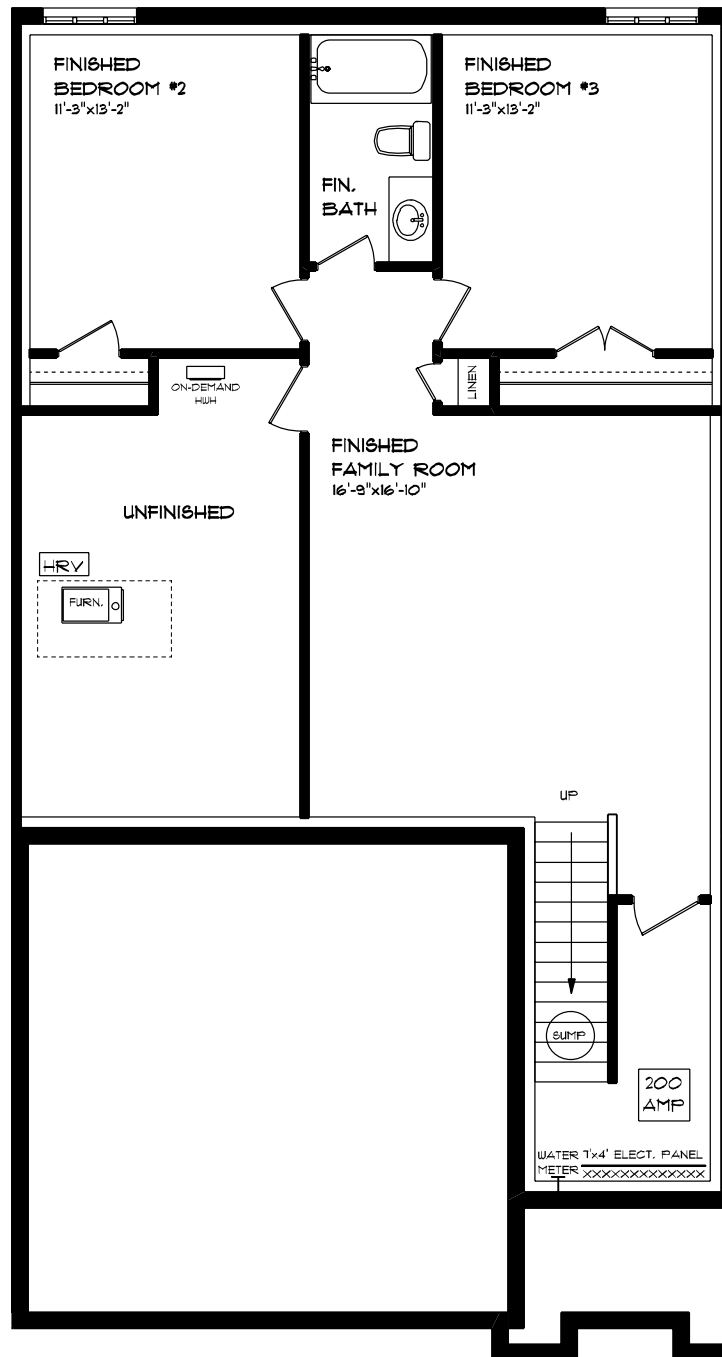 FINISHED
BEDROOM #2
11'-3"x13'-2"
FINISHED
BEDROOM #3
11'-3"x13'-2"
FIN.
BATH
ON-DEMAND
HWH
LINEN
FINISHED
FAMILY ROOM
16'-9"x16'-10"
UNFINISHED
HRV
FURN.
UP
SUMP
200
AMP
WATER
METER
7'x4' ELECT. PANEL